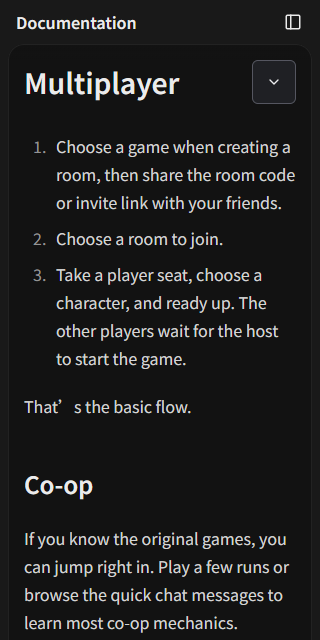 Documentation
Multiplayer
1. Choose a game when creating a
room, then share the room code
or invite link with your friends.
2. Choose a room to join.
3. Take a player seat, choose a
character, and ready up. The
other players wait for the host
to start the game.
That’s the basic flow.
Co-op
If you know the original games, you
can jump right in. Play a few runs or
browse the quick chat messages to
learn most co-op mechanics.